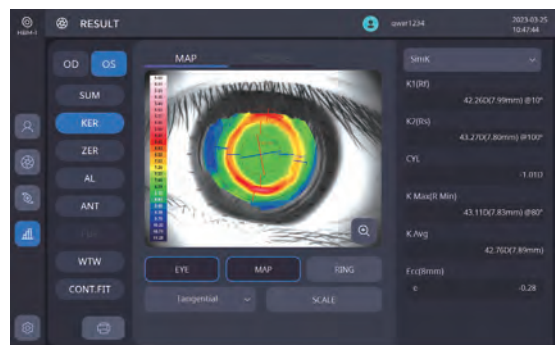 HBM-1
RESULT
qwer1234
2023-03-25
10:47:44
OD
OS
SUM
KER
ZER
AL
ANT
WTW
CONT.FIT
MAP
EYE
MAP
RING
Tangential
SCALE
SimK
K1(Rf)
42.26D(7.99mm) @10°
K2(Rs)
43.27D(7.80mm) @100°
CYL
-1.01D
K Max(R Min)
43.11D(7.83mm) @80°
K Avg
42.76D(7.89mm)
Ecc(8mm)
e
-0.28